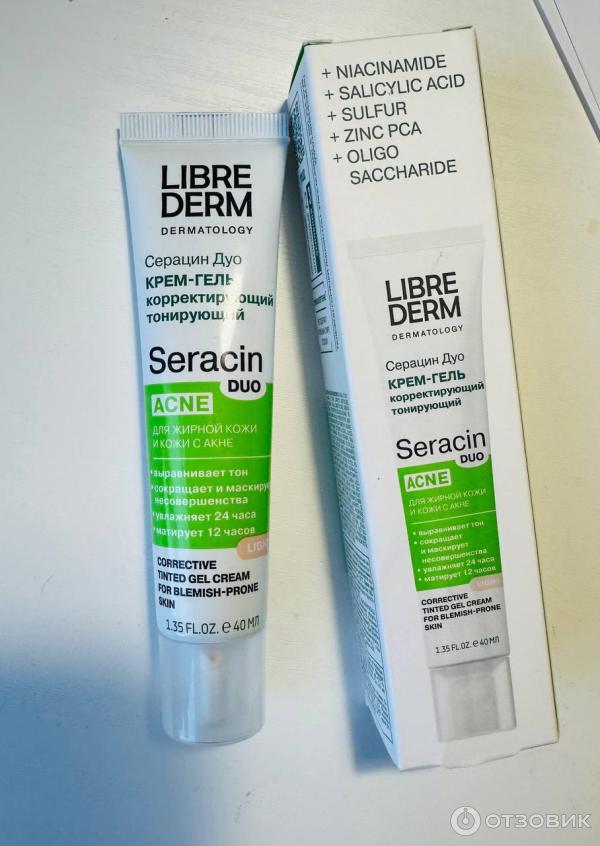 LIBRE
DERM
DERMATOLOGY
Серацин Дуо
КРЕМ-ГЕЛЬ
корректирующий
тонирующий
Seracin
DUO
ACNE
ДЛЯ ЖИРНОЙ КОЖИ
И КОЖИ С АКНЕ
• выравнивает тон
• сокращает и маскиру
несовершенства
• увлажняет 24 часа
• матирует 12 часов
LIGHT
CORRECTIVE
TINTED GEL CREAM
FOR BLEMISH-PRONE
SKIN
1.35 FL.OZ. ℮ 40 МЛ
+ NIACINAMIDE
+ SALICYLIC ACID
+ SULFUR
+ ZINC PCA
+ OLIGO
SACCHARIDE
LIBRE
DERM
DERMATOLOGY
Серацин Дуо
КРЕМ-ГЕЛЬ
корректирующий
тонирующий
Seracin
DUO
ACNE
ДЛЯ ЖИРНОЙ КОЖИ
И КОЖИ С АКНЕ
• выравнивает тон
• сокращает
и маскирует
несовершенства
• увлажняет 24 часа
• матирует 12 часов
LIGHT
CORRECTIVE
TINTED GEL CREAM
FOR BLEMISH-PRONE
SKIN
1.35 FL.OZ. ℮ 40 МЛ
ОТЗОВИК